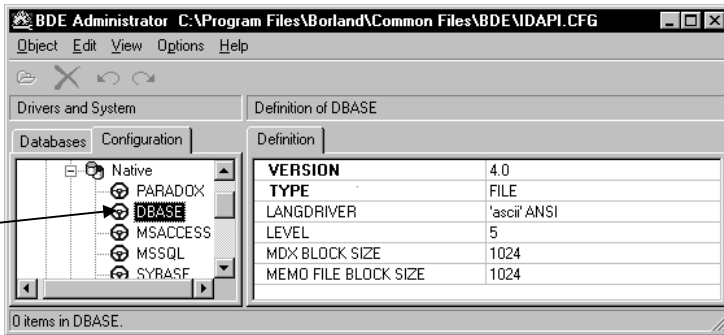 BDE Administrator C:\Program Files\Borland\Common Files\BDE\IDAPI.CFG
Object Edit View Options Help
Drivers and System
Definition of DBASE
Databases Configuration
Definition
Native
PARADOX
DBASE
MSACCESS
MSSQL
SYBASE
VERSION 4.0
TYPE FILE
LANGDRIVER 'ascii' ANSI
LEVEL 5
MDX BLOCK SIZE 1024
MEMO FILE BLOCK SIZE 1024
0 items in DBASE.